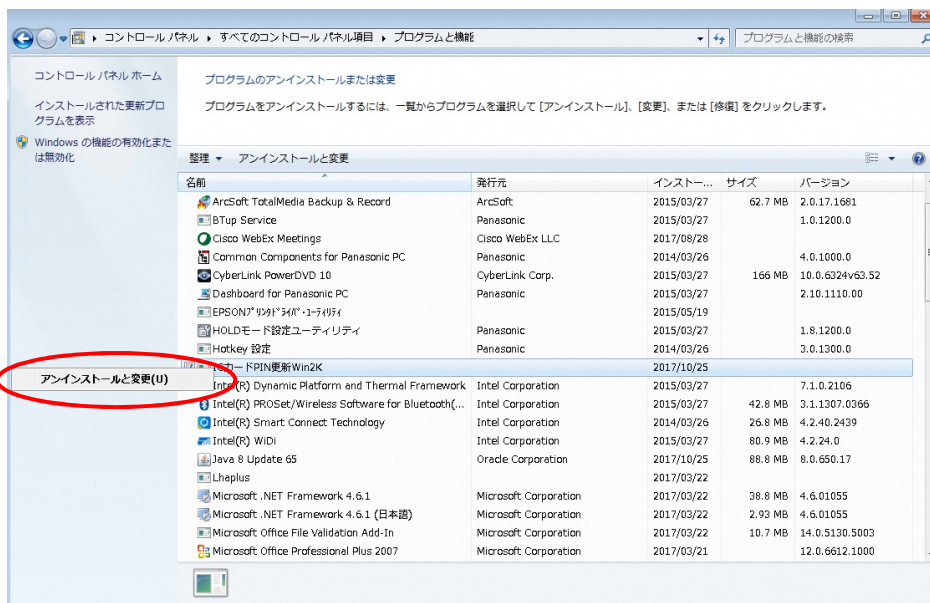 コントロール パネル ▸ すべてのコントロール パネル項目 ▸ プログラムと機能
プログラムと機能の検索
コントロール パネル ホーム
インストールされた更新プロ
グラムを表示
Windows の機能の有効化また
は無効化
プログラムのアンインストールまたは変更
プログラムをアンインストールするには、一覧からプログラムを選択して [アンインストール]、[変更]、または [修復] をクリックします。
整理 アンインストールと変更
名前 発行元 インストー... サイズ バージョン
ArcSoft TotalMedia Backup & Record ArcSoft 2015/03/27 62.7 MB 2.0.17.1681
BTup Service Panasonic 2015/03/27 1.0.1200.0
Cisco WebEx Meetings Cisco WebEx LLC 2017/08/28
Common Components for Panasonic PC Panasonic 2014/03/26 4.0.1000.0
CyberLink PowerDVD 10 CyberLink Corp. 2015/03/27 166 MB 10.0.6324v63.52
Dashboard for Panasonic PC Panasonic 2015/03/27 2.10.1110.00
EPSONプリンタドライバ・ユーティリティ 2015/05/19
HOLDモード設定ユーティリティ Panasonic 2015/03/27 1.8.1200.0
Hotkey 設定 Panasonic 2014/03/26 3.0.1300.0
ICカードPIN更新Win2K 2017/10/25
アンインストールと変更(U)
Intel(R) Dynamic Platform and Thermal Framework Intel Corporation 2015/03/27 7.1.0.2106
Intel(R) PROSet/Wireless Software for Bluetooth(... Intel Corporation 2015/03/27 42.8 MB 3.1.1307.0366
Intel(R) Smart Connect Technology Intel Corporation 2014/03/26 26.8 MB 4.2.40.2439
Intel(R) WiDi Intel Corporation 2015/03/27 80.9 MB 4.2.24.0
Java 8 Update 65 Oracle Corporation 2017/10/25 88.8 MB 8.0.650.17
Lhaplus 2017/03/22
Microsoft .NET Framework 4.6.1 Microsoft Corporation 2017/03/22 38.8 MB 4.6.01055
Microsoft .NET Framework 4.6.1 (日本語) Microsoft Corporation 2017/03/22 2.93 MB 4.6.01055
Microsoft Office File Validation Add-In Microsoft Corporation 2017/03/22 10.7 MB 14.0.5130.5003
Microsoft Office Professional Plus 2007 Microsoft Corporation 2017/03/21 12.0.6612.1000